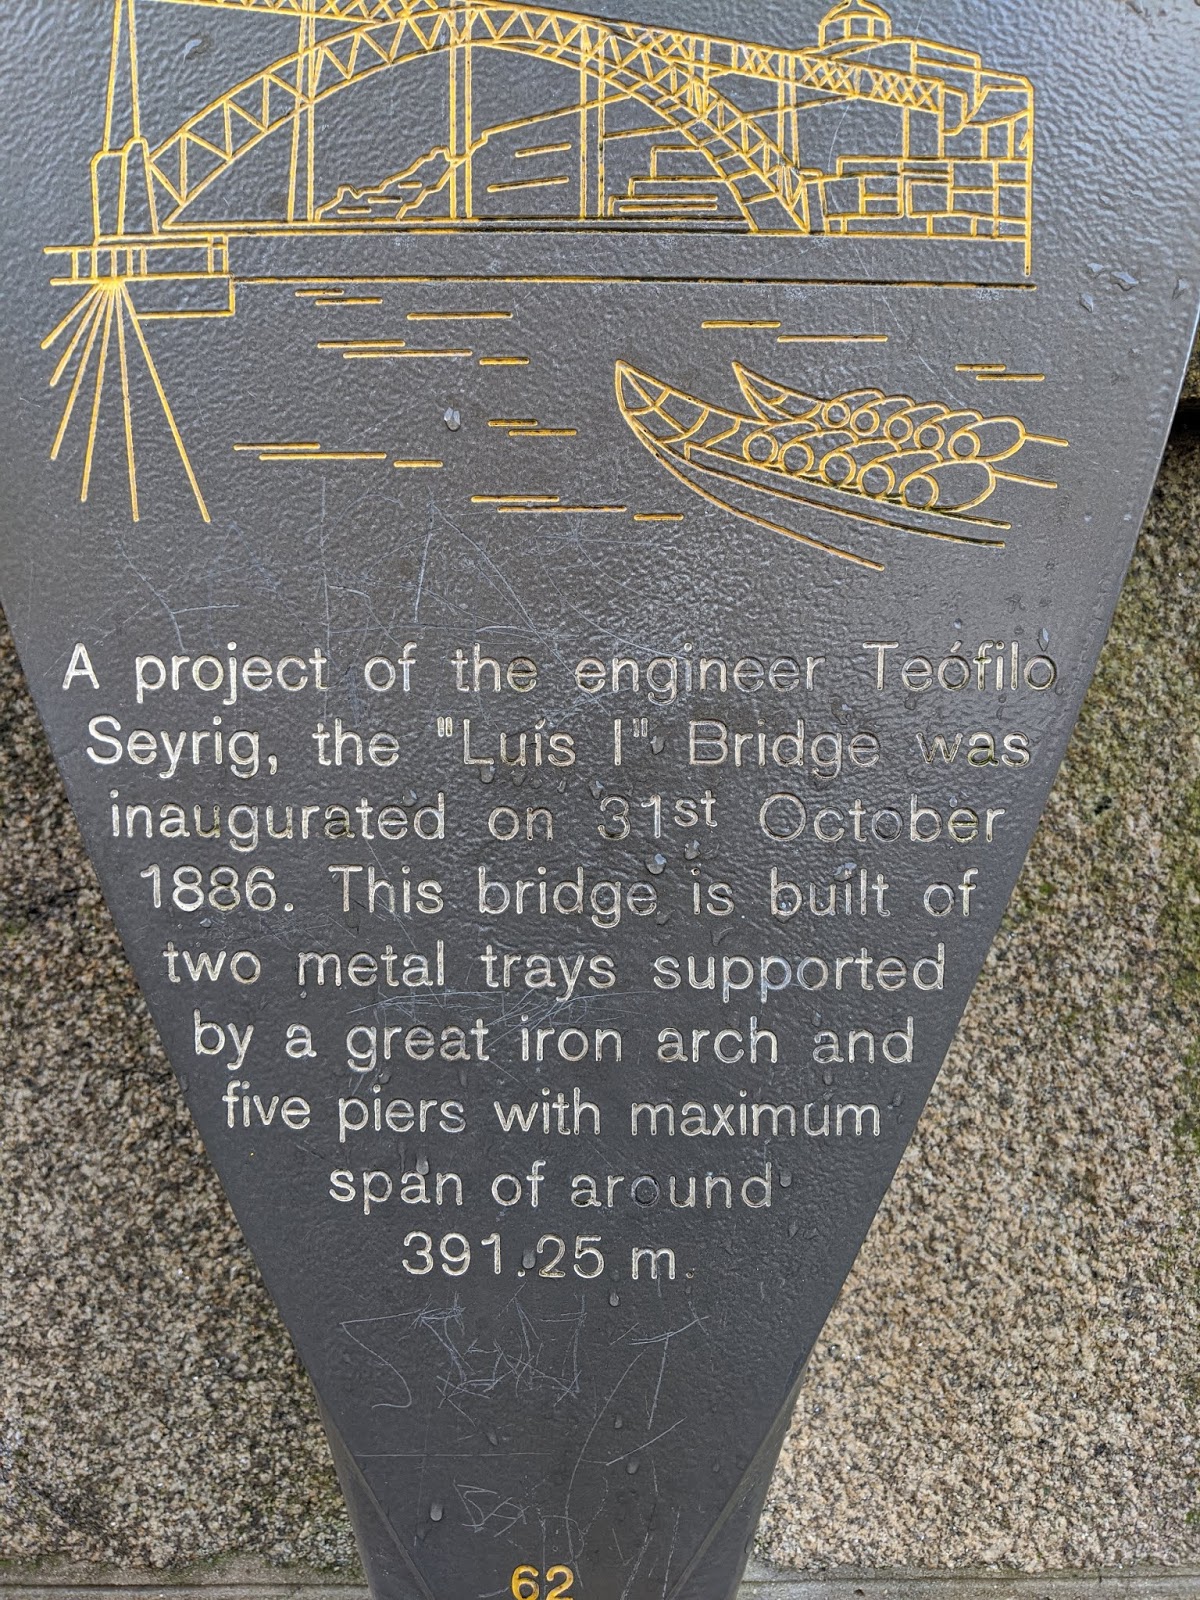 A project of the engineer Teófilo
Seyrig, the "Luís I" Bridge was
inaugurated on 31st October
1886. This bridge is built of
two metal trays supported
by a great iron arch and
five piers with maximum
span of around
391.25 m.
62